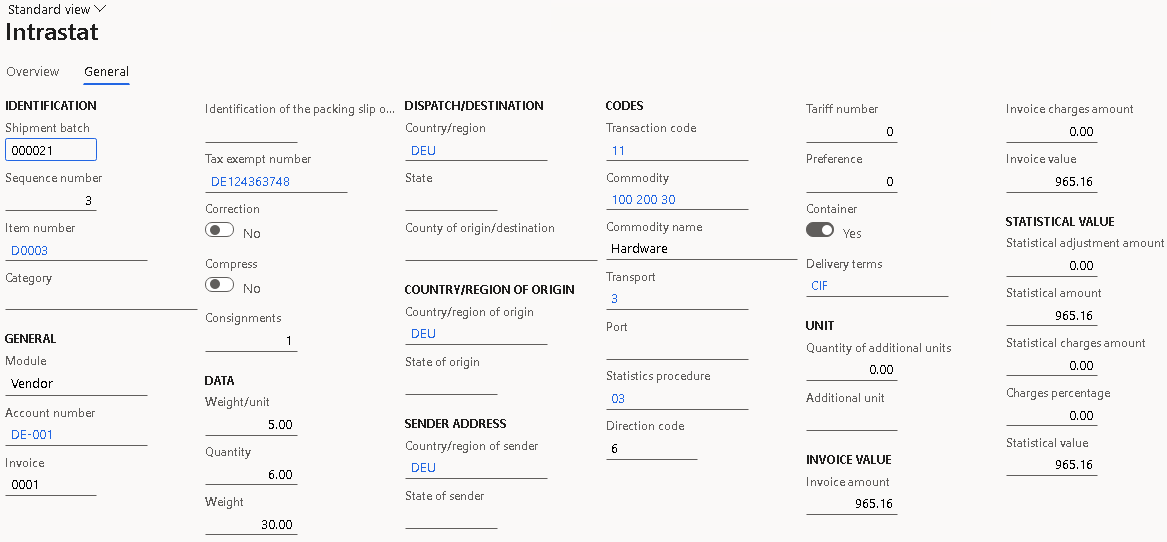 Standard view
Intrastat
Overview
General
IDENTIFICATION
Shipment batch
000021
Sequence number
3
Item number
D0003
Category
GENERAL
Module
Vendor
Account number
DE-001
Invoice
0001
Identification of the packing slip o...
Tax exempt number
DE124363748
Correction
No
Compress
No
Consignments
1
DATA
Weight/unit
5.00
Quantity
6.00
Weight
30.00
DISPATCH/DESTINATION
Country/region
DEU
State
County of origin/destination
COUNTRY/REGION OF ORIGIN
Country/region of origin
DEU
State of origin
SENDER ADDRESS
Country/region of sender
DEU
State of sender
CODES
Transaction code
11
Commodity
100 200 30
Commodity name
Hardware
Transport
3
Port
Statistics procedure
03
Direction code
6
Tariff number
0
Preference
0
Container
Yes
Delivery terms
CIF
UNIT
Quantity of additional units
0.00
Additional unit
INVOICE VALUE
Invoice amount
965.16
Invoice charges amount
0.00
Invoice value
965.16
STATISTICAL VALUE
Statistical adjustment amount
0.00
Statistical amount
965.16
Statistical charges amount
0.00
Charges percentage
0.00
Statistical value
965.16